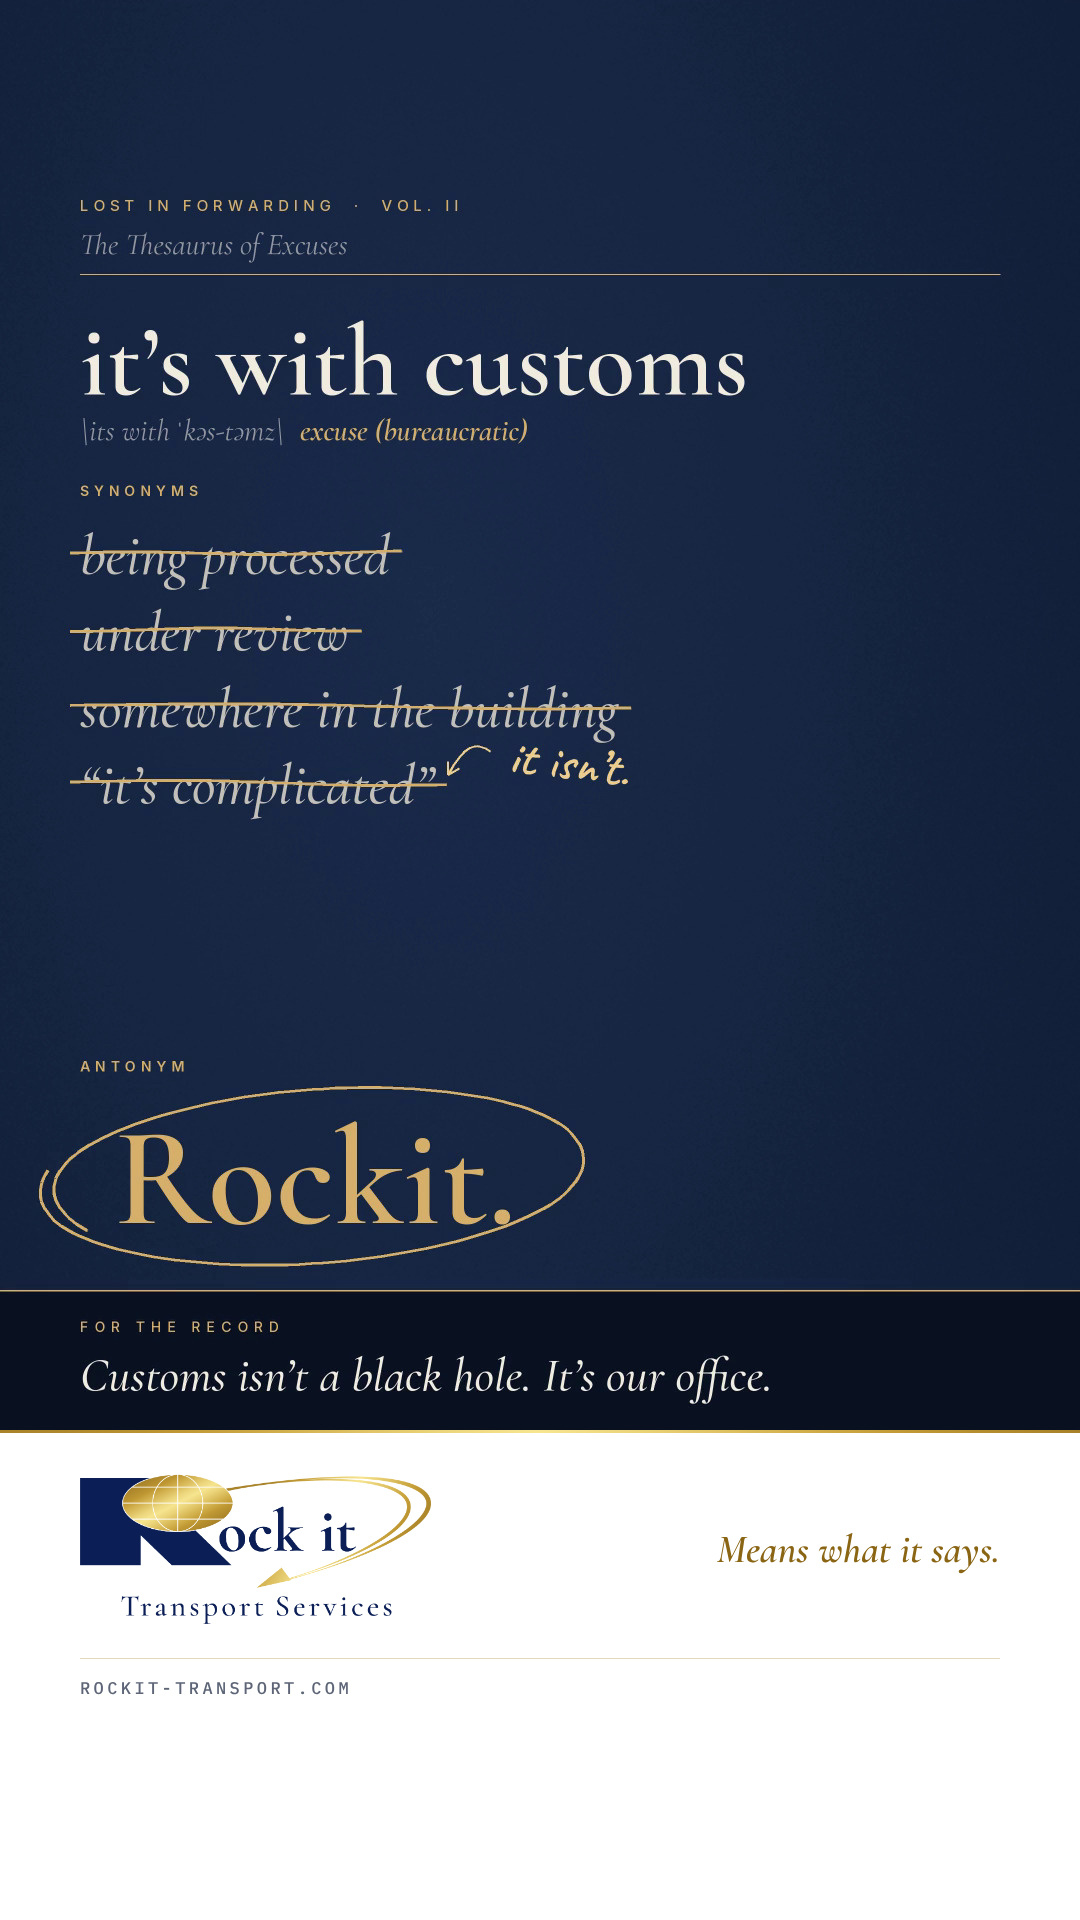 LOST IN FORWARDING · VOL. II
The Thesaurus of Excuses
it’s with customs
\its with ˈkəs-təmz\ excuse (bureaucratic)
SYNONYMS
being processed
under review
somewhere in the building
“it’s complicated”
it isn’t.
ANTONYM
Rockit.
FOR THE RECORD
Customs isn’t a black hole. It’s our office.
Rock it
Transport Services
Means what it says.
ROCKIT-TRANSPORT.COM